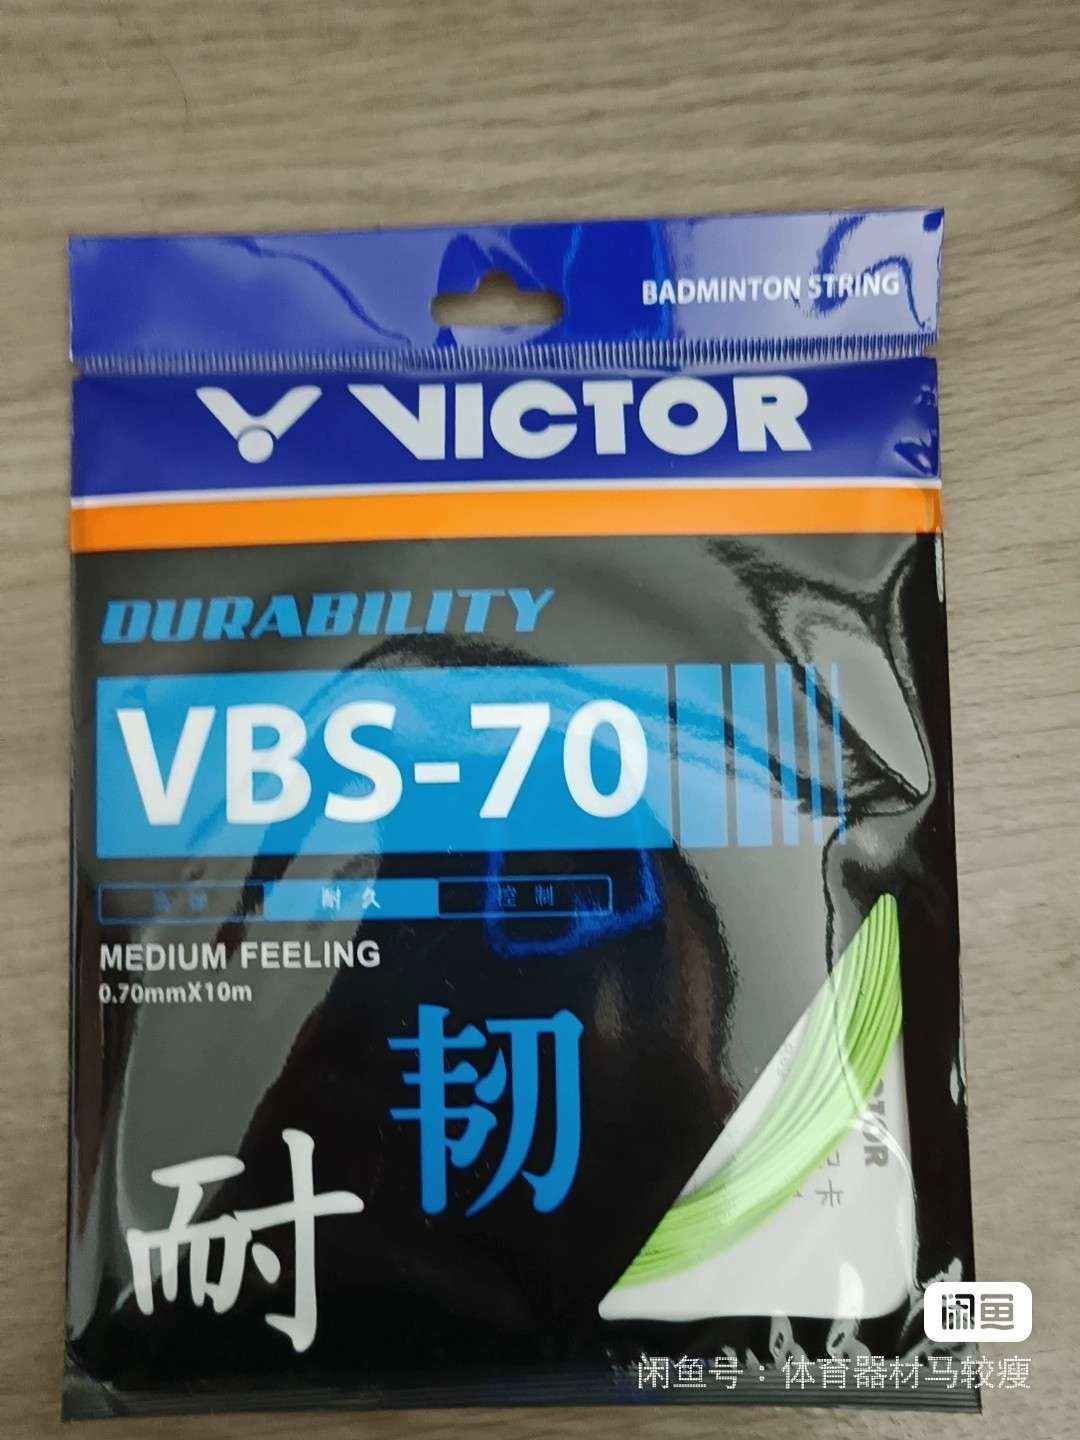 BADMINTON STRING
VICTOR
DURABILITY
VBS-70
耐久 控制
MEDIUM FEELING
0.70mmX10m
耐韧
VICTOR
闲鱼
闲鱼号：体育器材马较瘦